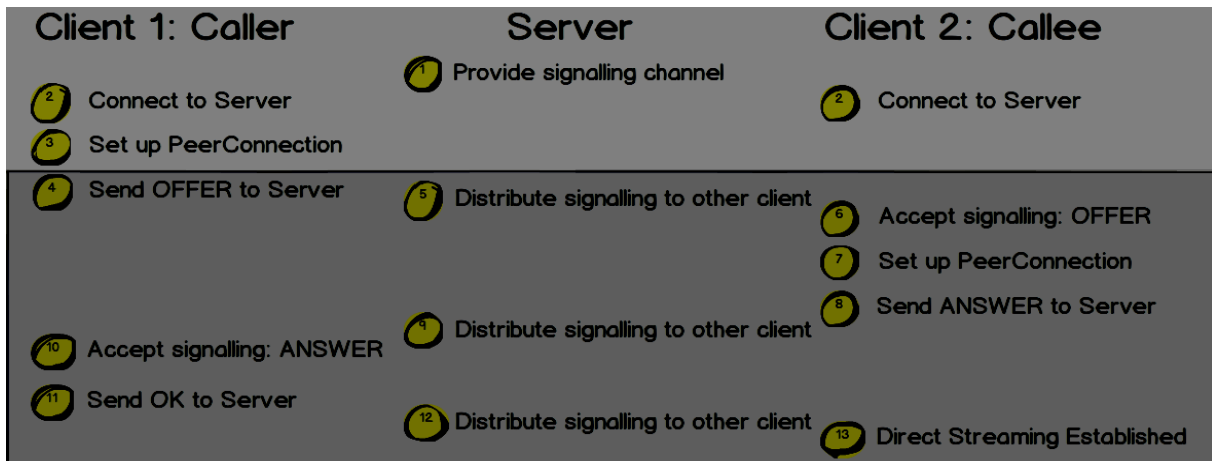 Client 1: Caller
Server
Client 2: Callee
1 Provide signalling channel
2 Connect to Server
2 Connect to Server
3 Set up PeerConnection
4 Send OFFER to Server
5 Distribute signalling to other client
6 Accept signalling: OFFER
7 Set up PeerConnection
8 Send ANSWER to Server
9 Distribute signalling to other client
10 Accept signalling: ANSWER
11 Send OK to Server
12 Distribute signalling to other client
13 Direct Streaming Established